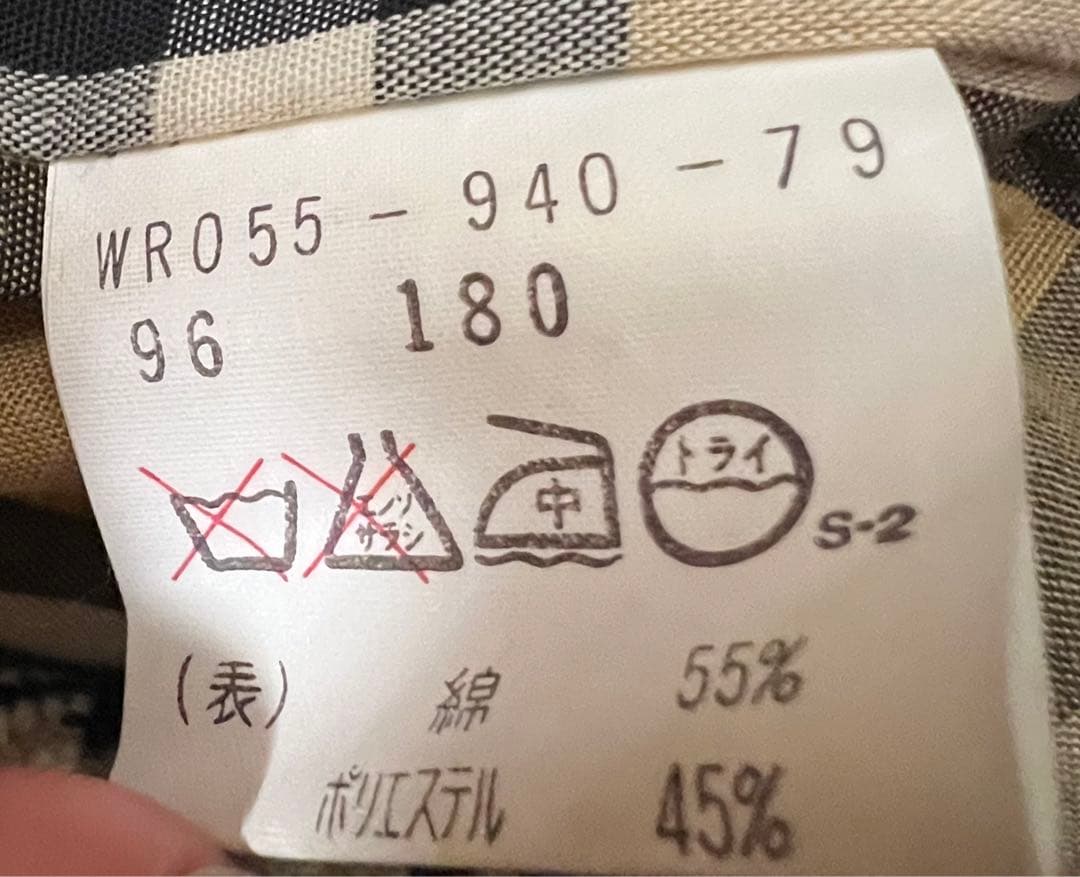 WR055-940-79
96 180
エンソサラシ 中 ドライ S-2
(表) 綿 55%
ポリエステル 45%